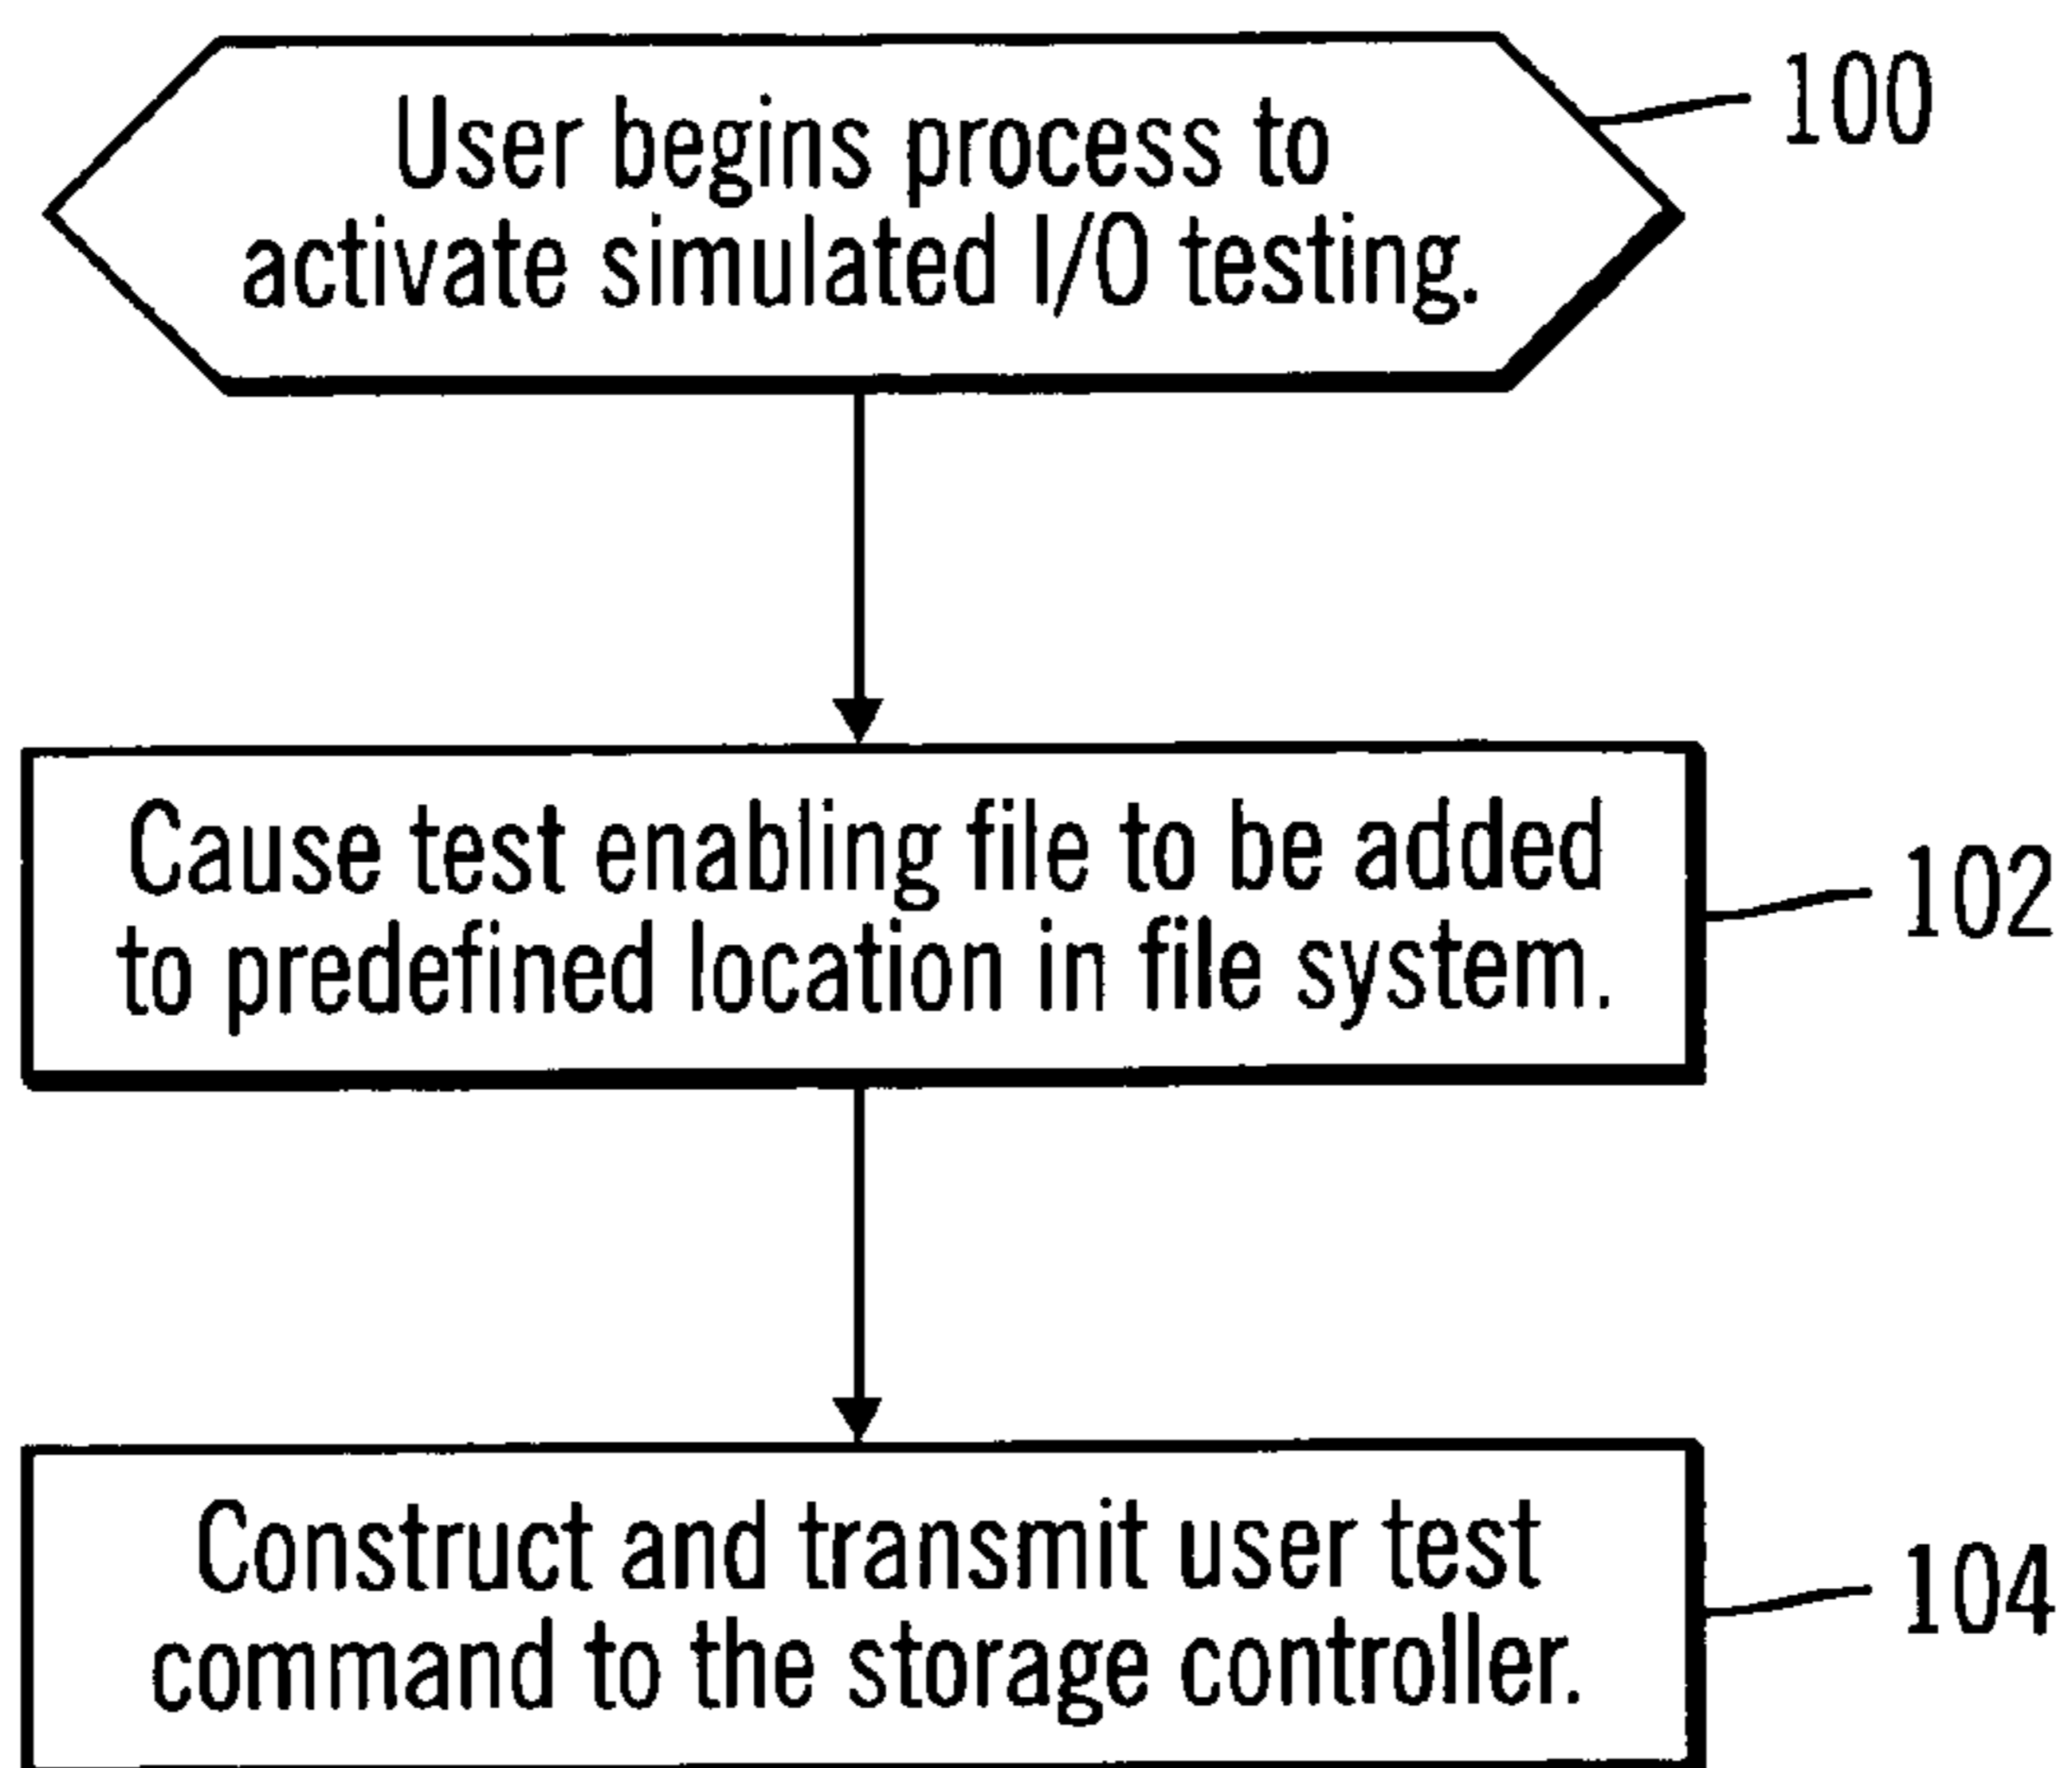 User begins process to
activate simulated I/O testing.
100
Cause test enabling file to be added
to predefined location in file system.
102
Construct and transmit user test
command to the storage controller.
104